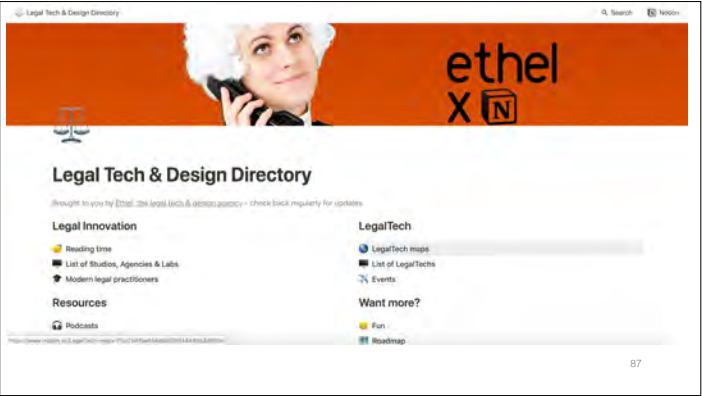 Legal Tech & Design Directory
Search
Notion
ethel
X N
Legal Tech & Design Directory
Brought to you by Ethel, the legal tech & design agency - check back regularly for updates.
Legal Innovation
Reading time
List of Studios, Agencies & Labs
Modern legal practitioners
Resources
Podcasts
LegalTech
LegalTech maps
List of LegalTechs
Events
Want more?
Fun
Roadmap
87